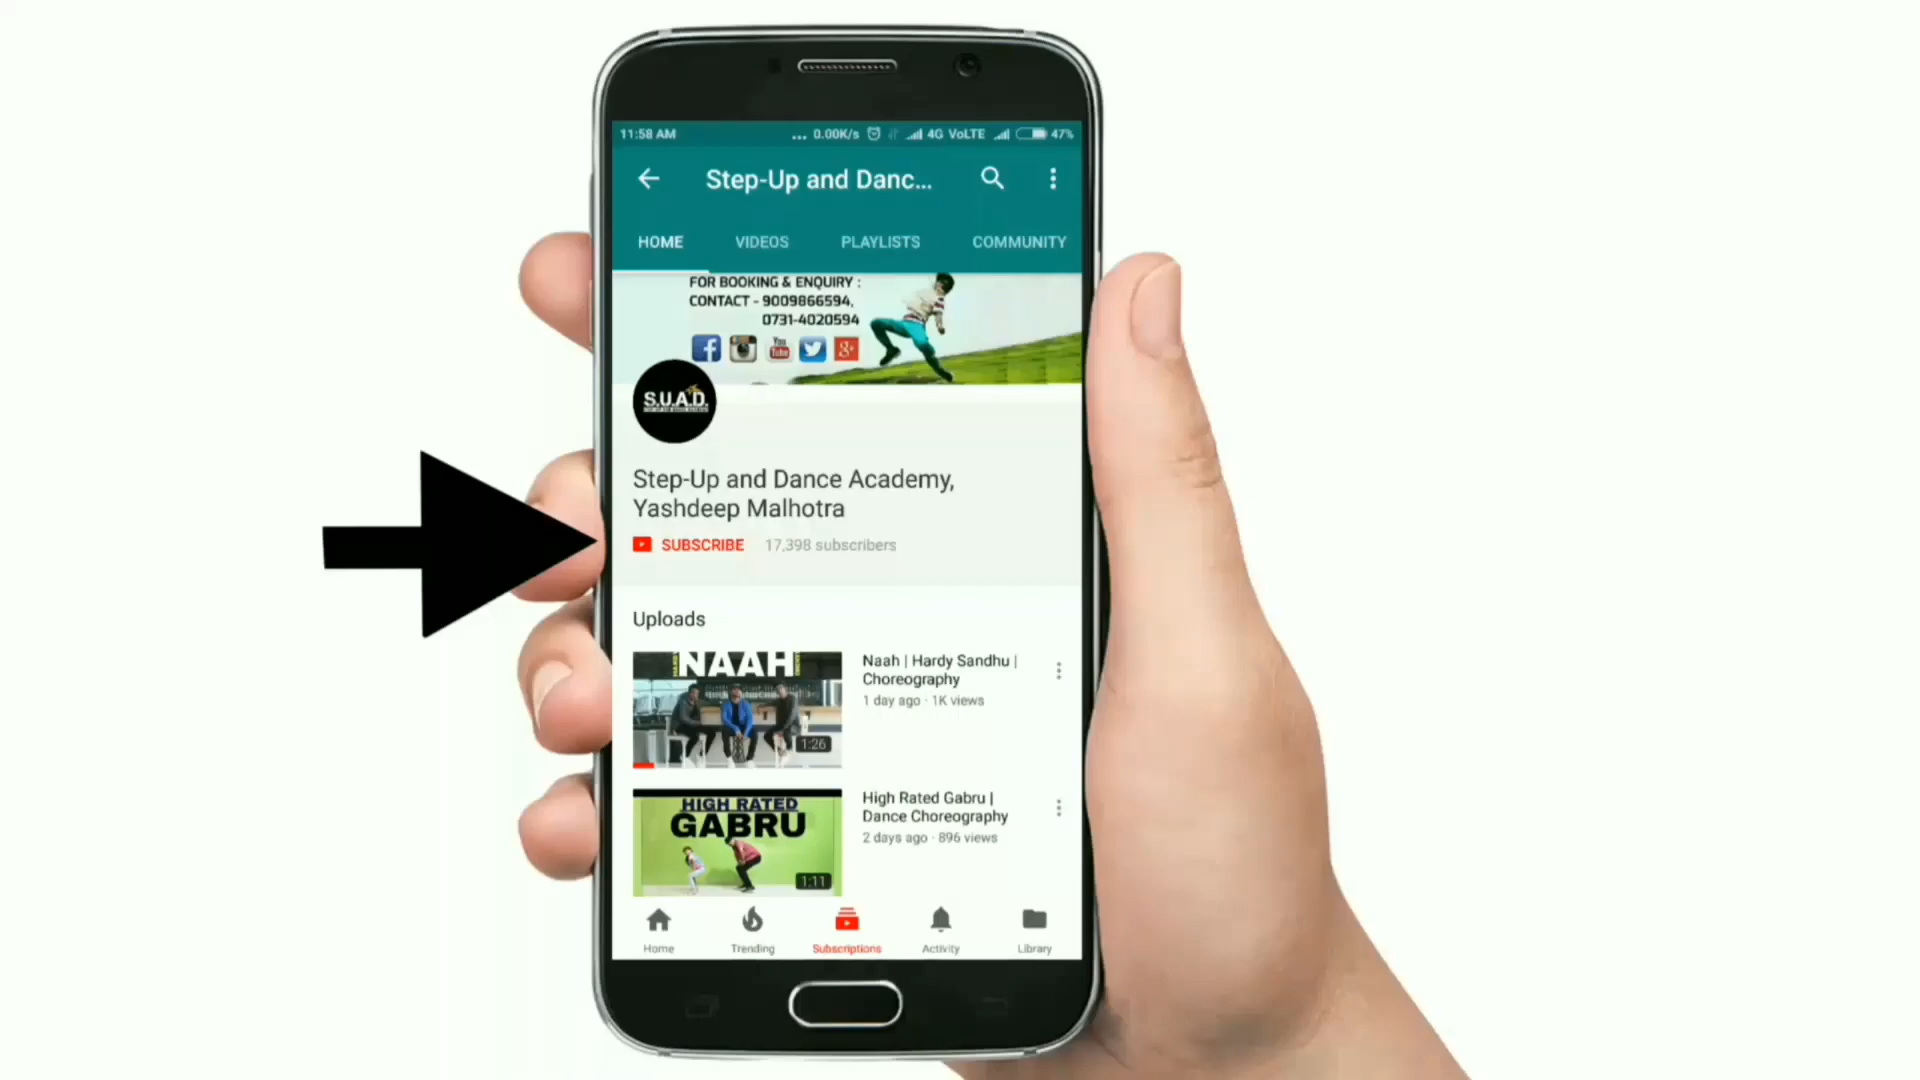 11:58 AM ... 0.00K/s 4G VoLTE 47%
Step-Up and Danc...
HOME VIDEOS PLAYLISTS COMMUNITY
FOR BOOKING & ENQUIRY :
CONTACT - 9009866594,
0731-4020594
You
Tube
S.U.A.D.
Step-Up and Dance Academy,
Yashdeep Malhotra
SUBSCRIBE 17,398 subscribers
Uploads
NAAH
1:26
Naah | Hardy Sandhu |
Choreography
1 day ago · 1K views
HIGH RATED
GABRU
1:11
High Rated Gabru |
Dance Choreography
2 days ago · 896 views
Home Trending Subscriptions Activity Library